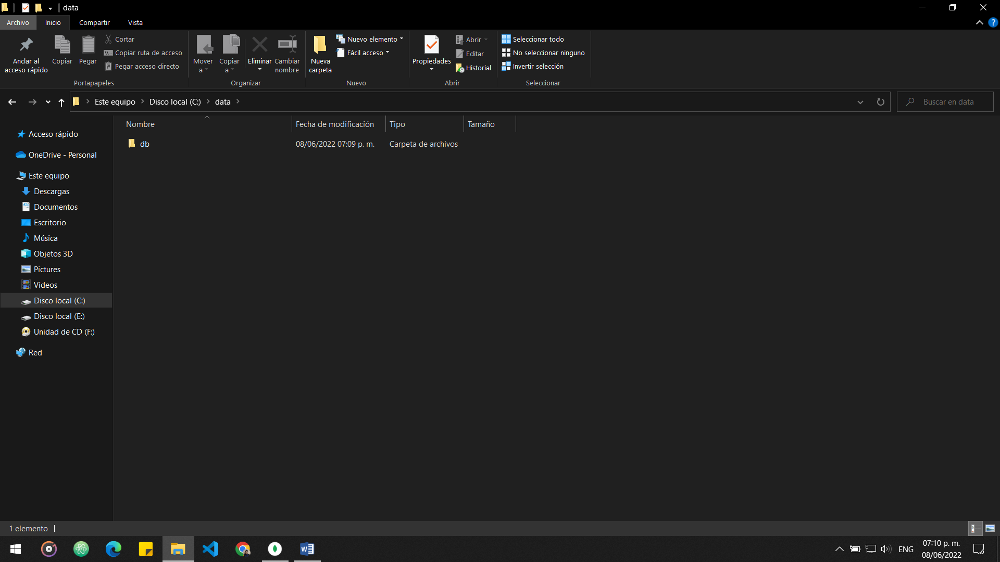 data
Archivo Inicio Compartir Vista
Anclar al acceso rápido
Copiar
Pegar
Cortar
Copiar ruta de acceso
Pegar acceso directo
Portapapeles
Mover a
Copiar a
Eliminar
Cambiar nombre
Organizar
Nueva carpeta
Nuevo elemento
Fácil acceso
Nuevo
Propiedades
Abrir
Editar
Historial
Abrir
Seleccionar todo
No seleccionar ninguno
Invertir selección
Seleccionar
Este equipo > Disco local (C:) > data >
Buscar en data
Nombre Fecha de modificación Tipo Tamaño
db 08/06/2022 07:09 p. m. Carpeta de archivos
Acceso rápido
OneDrive - Personal
Este equipo
Descargas
Documentos
Escritorio
Música
Objetos 3D
Pictures
Videos
Disco local (C:)
Disco local (E:)
Unidad de CD (F:)
Red
1 elemento
ENG
07:10 p. m.
08/06/2022